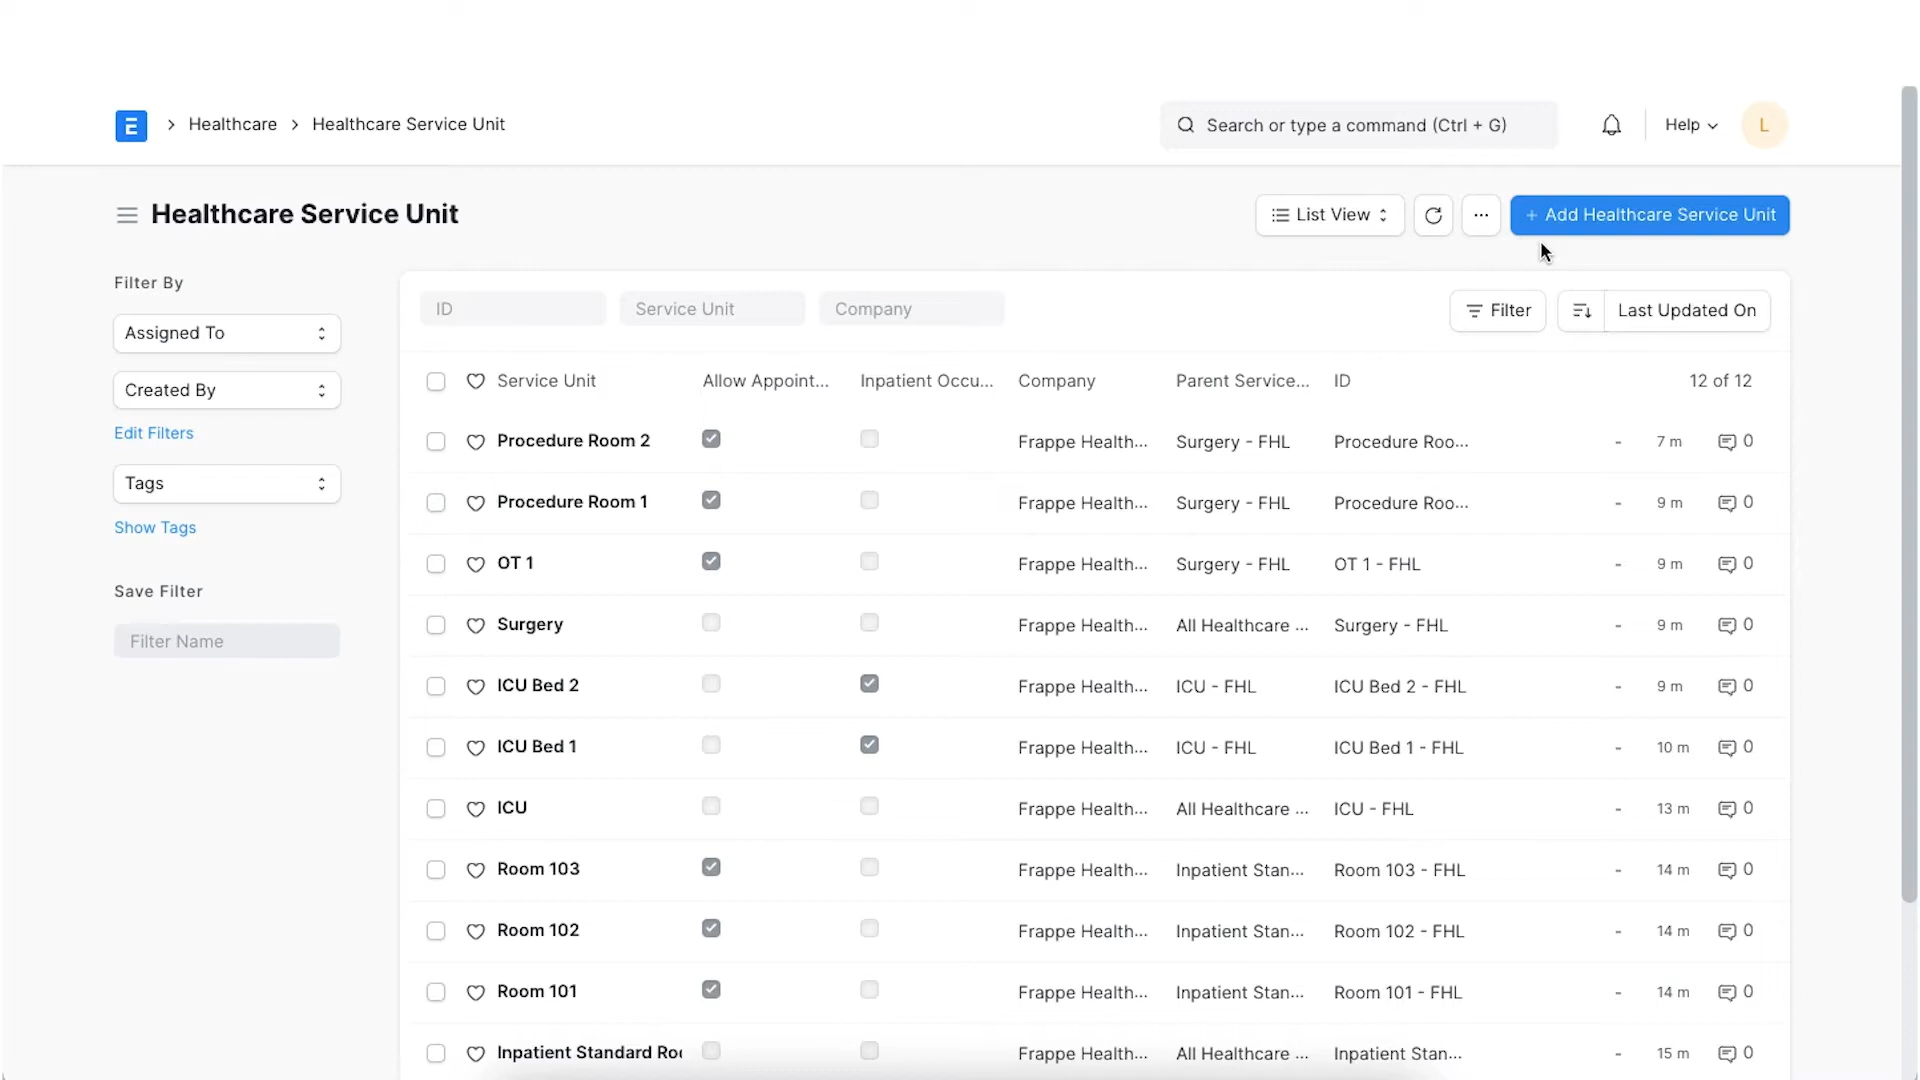 E > Healthcare > Healthcare Service Unit
Search or type a command (Ctrl + G)
Help
L
Healthcare Service Unit
List View
...
+ Add Healthcare Service Unit
Filter By
Assigned To
Created By
Edit Filters
Tags
Show Tags
Save Filter
Filter Name
ID Service Unit Company
Filter
Last Updated On
Service Unit Allow Appoint... Inpatient Occu... Company Parent Service... ID 12 of 12
Procedure Room 2 Frappe Health... Surgery - FHL Procedure Roo... - 7 m 0
Procedure Room 1 Frappe Health... Surgery - FHL Procedure Roo... - 9 m 0
OT 1 Frappe Health... Surgery - FHL OT 1 - FHL - 9 m 0
Surgery Frappe Health... All Healthcare ... Surgery - FHL - 9 m 0
ICU Bed 2 Frappe Health... ICU - FHL ICU Bed 2 - FHL - 9 m 0
ICU Bed 1 Frappe Health... ICU - FHL ICU Bed 1 - FHL - 10 m 0
ICU Frappe Health... All Healthcare ... ICU - FHL - 13 m 0
Room 103 Frappe Health... Inpatient Stan... Room 103 - FHL - 14 m 0
Room 102 Frappe Health... Inpatient Stan... Room 102 - FHL - 14 m 0
Room 101 Frappe Health... Inpatient Stan... Room 101 - FHL - 14 m 0
Inpatient Standard Ro Frappe Health... All Healthcare ... Inpatient Stan... - 15 m 0